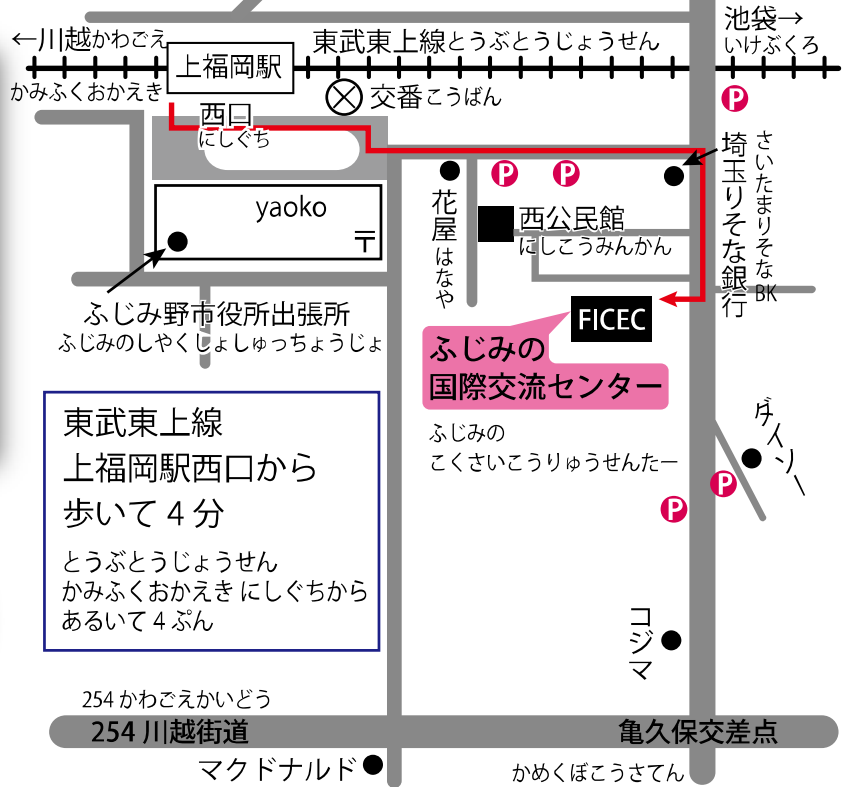 ←川越かわごえ
東武東上線とうぶとうじょうせん
池袋→
いけぶくろ
上福岡駅
かみふくおかえき
交番こうばん
P
西口
にしぐち
埼玉りそな銀行
さいたまりそなBK
P
P
花屋はなや
西公民館
にしこうみんかん
yaoko
〒
ふじみ野市役所出張所
ふじみのしやくしょしゅっちょうじょ
FICEC
ふじみの
国際交流センター
ふじみの
こくさいこうりゅうせんたー
東武東上線
上福岡駅西口から
歩いて4分
とうぶとうじょうせん
かみふくおかえき にしぐちから
あるいて4ぷん
ダイソー
P
P
コジマ
254かわごえかいどう
254川越街道
亀久保交差点
マクドナルド
かめくぼこうさてん